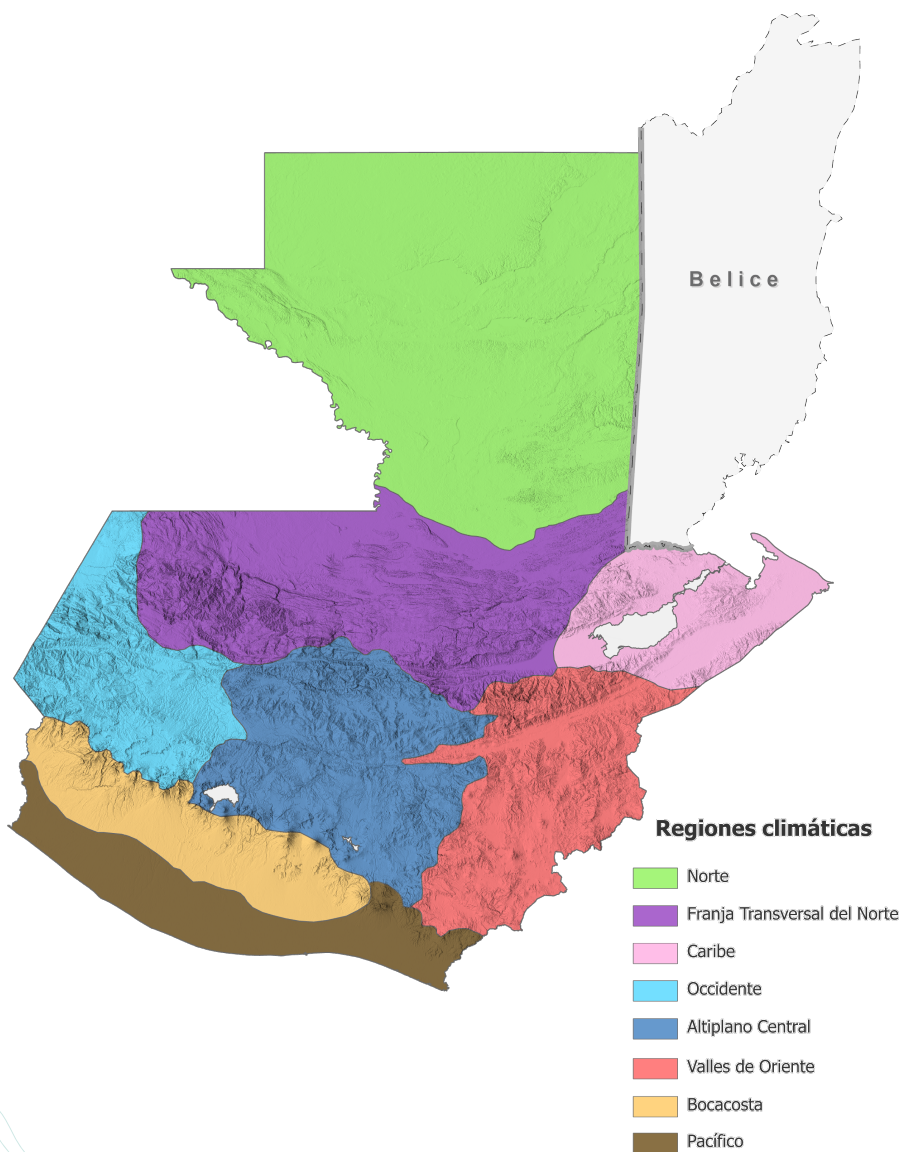 Belice
Regiones climáticas
Norte
Franja Transversal del Norte
Caribe
Occidente
Altiplano Central
Valles de Oriente
Bocacosta
Pacífico